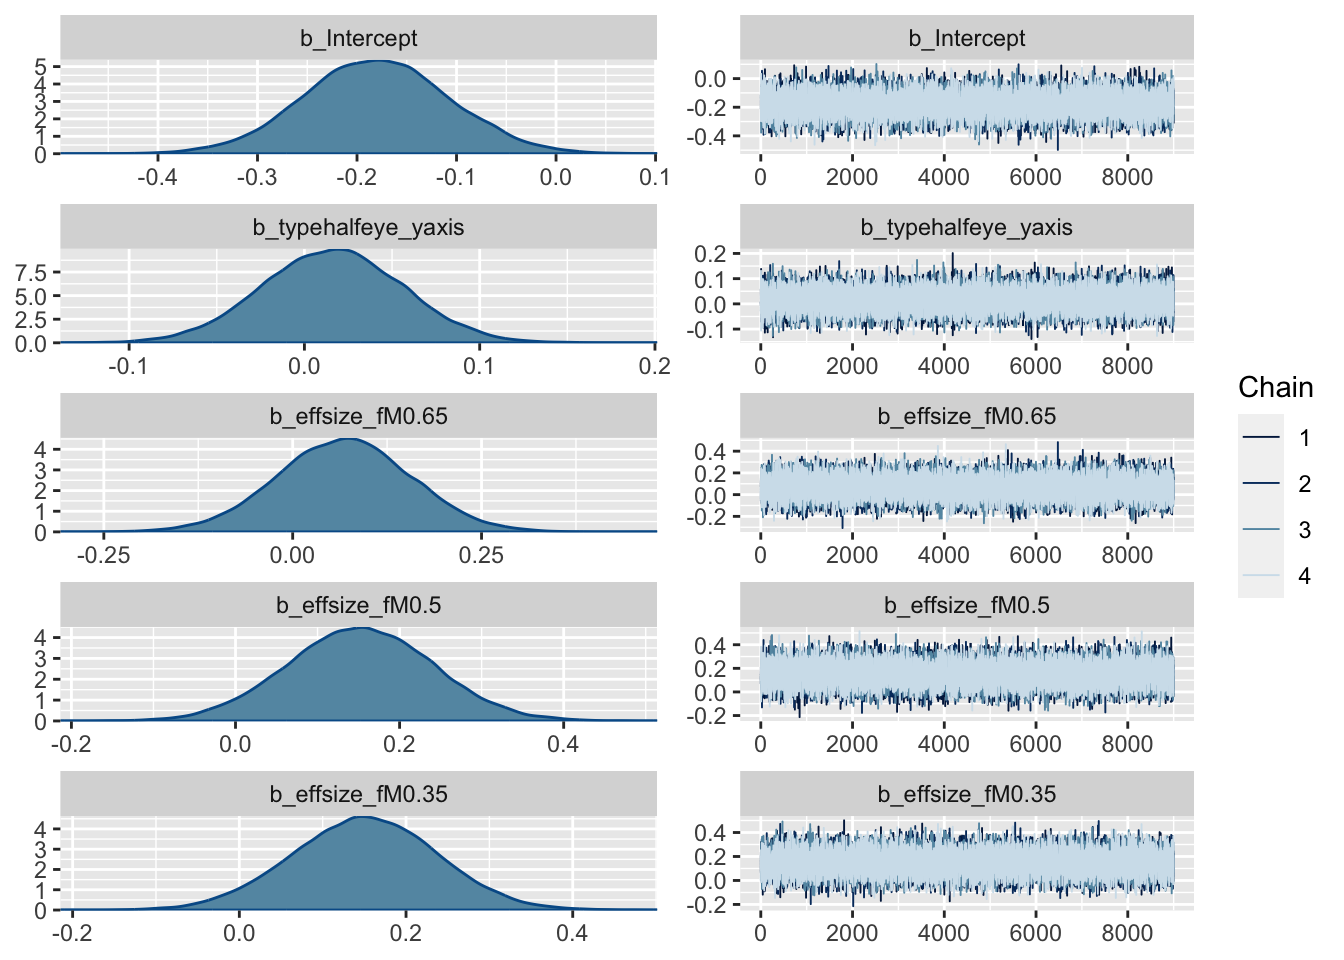 b_Intercept
5
4
3
2
1
0
-0.4 -0.3 -0.2 -0.1 0.0 0.1
b_Intercept
0.0
-0.2
-0.4
0 2000 4000 6000 8000
b_typehalfeye_yaxis
7.5
5.0
2.5
0.0
-0.1 0.0 0.1 0.2
b_typehalfeye_yaxis
0.2
0.1
0.0
-0.1
0 2000 4000 6000 8000
b_effsize_fM0.65
4
3
2
1
0
-0.25 0.00 0.25
b_effsize_fM0.65
0.4
0.2
0.0
-0.2
0 2000 4000 6000 8000
b_effsize_fM0.5
4
3
2
1
0
-0.2 0.0 0.2 0.4
b_effsize_fM0.5
0.4
0.2
0.0
-0.2
0 2000 4000 6000 8000
b_effsize_fM0.35
4
3
2
1
0
-0.2 0.0 0.2 0.4
b_effsize_fM0.35
0.4
0.2
0.0
-0.2
0 2000 4000 6000 8000
Chain
1
2
3
4